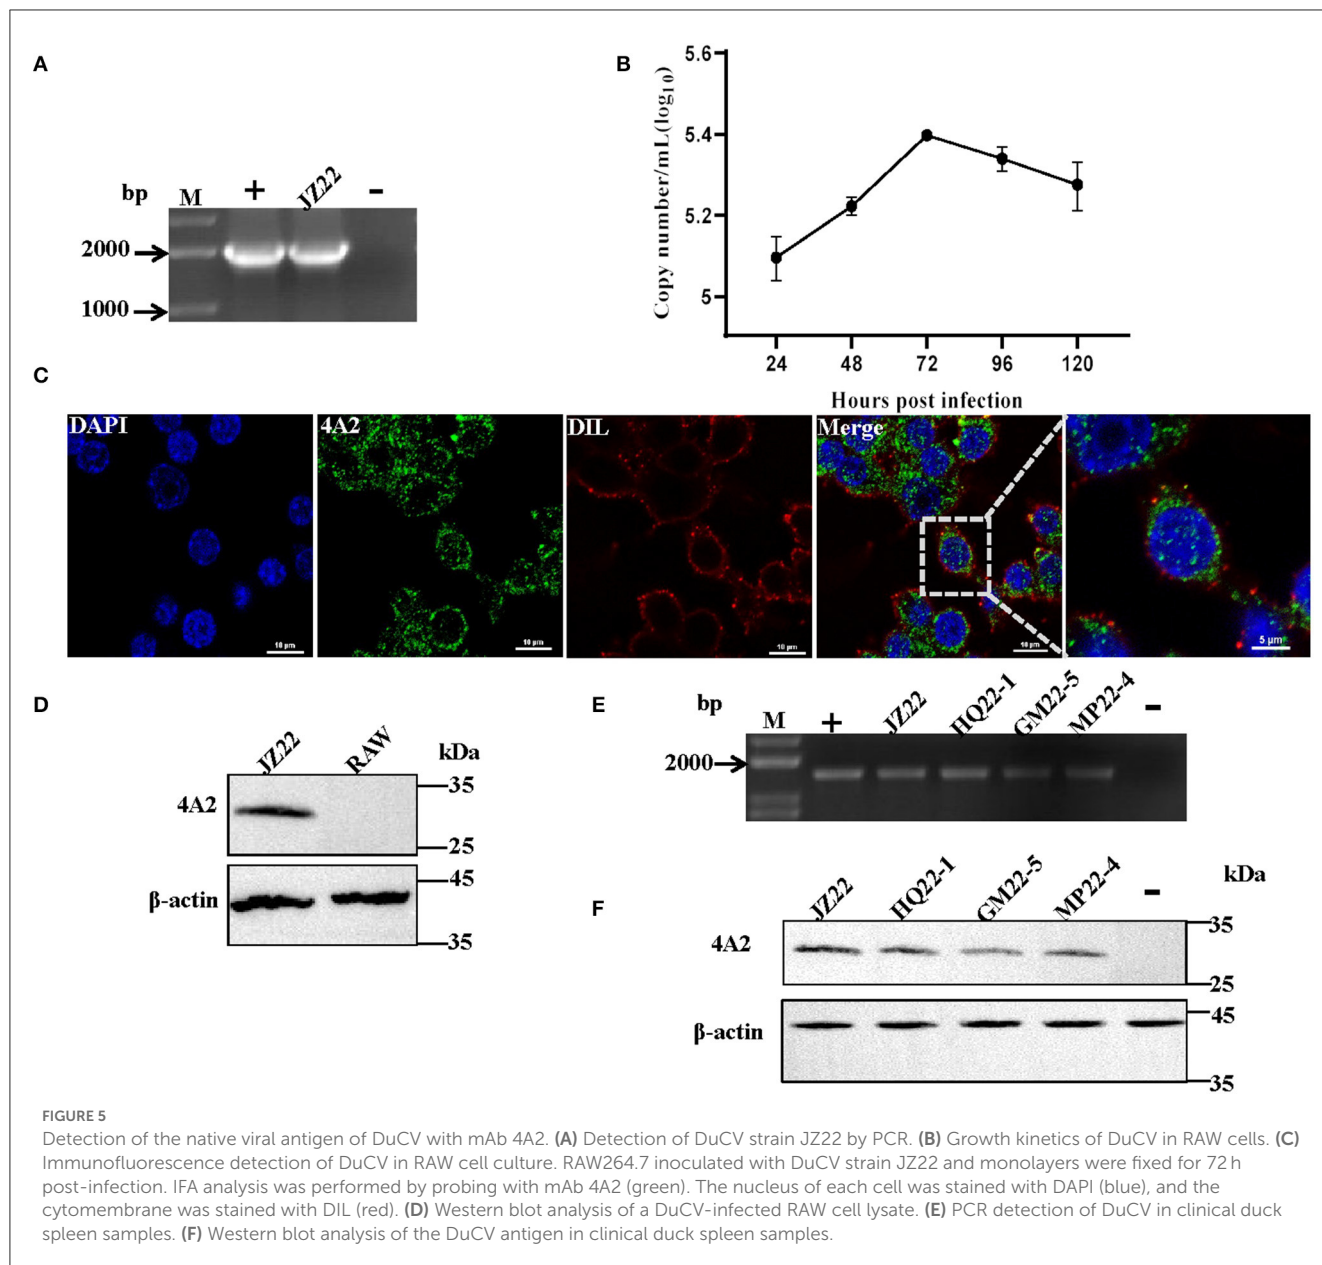 A
bp
M
+
JZ22
-
2000
1000
B
Copy number/mL(log10)
5.6
5.4
5.2
5
24
48
72
96
120
Hours post infection
C
DAPI
10 μm
4A2
10 μm
DIL
10 μm
Merge
10 μm
5 μm
D
JZ22
RAW
kDa
4A2
35
25
β-actin
45
35
E
bp
M
+
JZ22
HQ22-1
GM22-5
MP22-4
-
2000
F
JZ22
HQ22-1
GM22-5
MP22-4
-
kDa
4A2
35
25
β-actin
45
35
FIGURE 5
Detection of the native viral antigen of DuCV with mAb 4A2. (A) Detection of DuCV strain JZ22 by PCR. (B) Growth kinetics of DuCV in RAW cells. (C)
Immunofluorescence detection of DuCV in RAW cell culture. RAW264.7 inoculated with DuCV strain JZ22 and monolayers were fixed for 72 h
post-infection. IFA analysis was performed by probing with mAb 4A2 (green). The nucleus of each cell was stained with DAPI (blue), and the
cytomembrane was stained with DIL (red). (D) Western blot analysis of a DuCV-infected RAW cell lysate. (E) PCR detection of DuCV in clinical duck
spleen samples. (F) Western blot analysis of the DuCV antigen in clinical duck spleen samples.